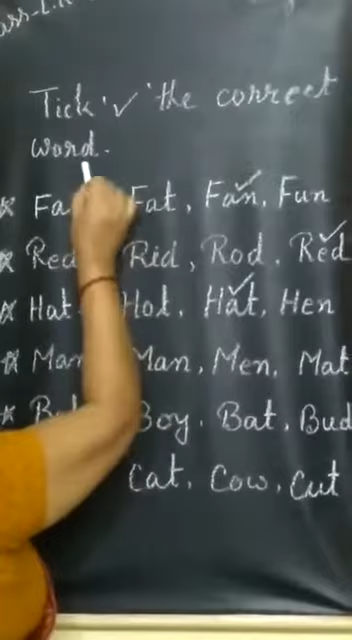 Tick '✓' the correct
word.
* Fat, Fan, Fun
* Red Rid, Rod, Red
* Hat Hot, Hat, Hen
* Man Man, Men, Mat
* Boy, Bat, Bud
Cat, Cow, Cut